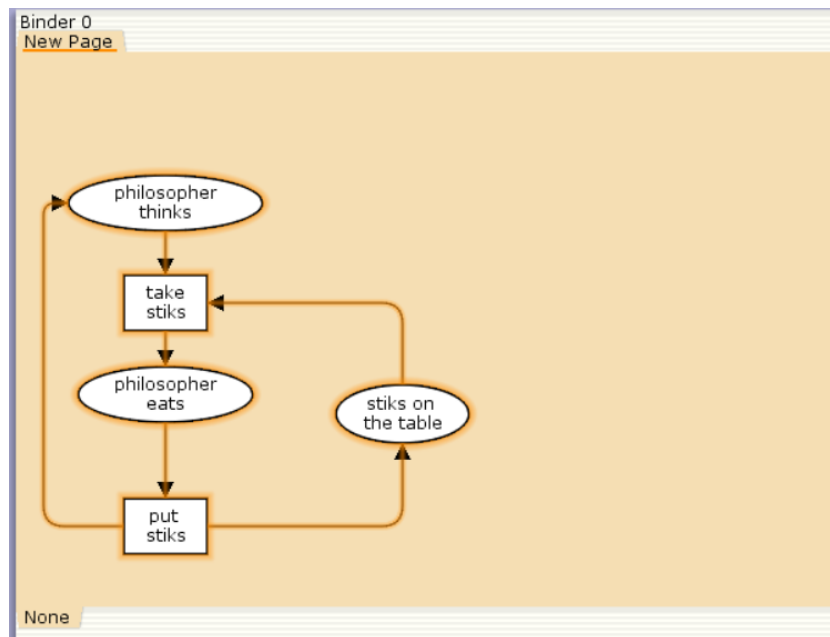 Binder 0
New Page
philosopher
thinks
take
stiks
philosopher
eats
stiks on
the table
put
stiks
None